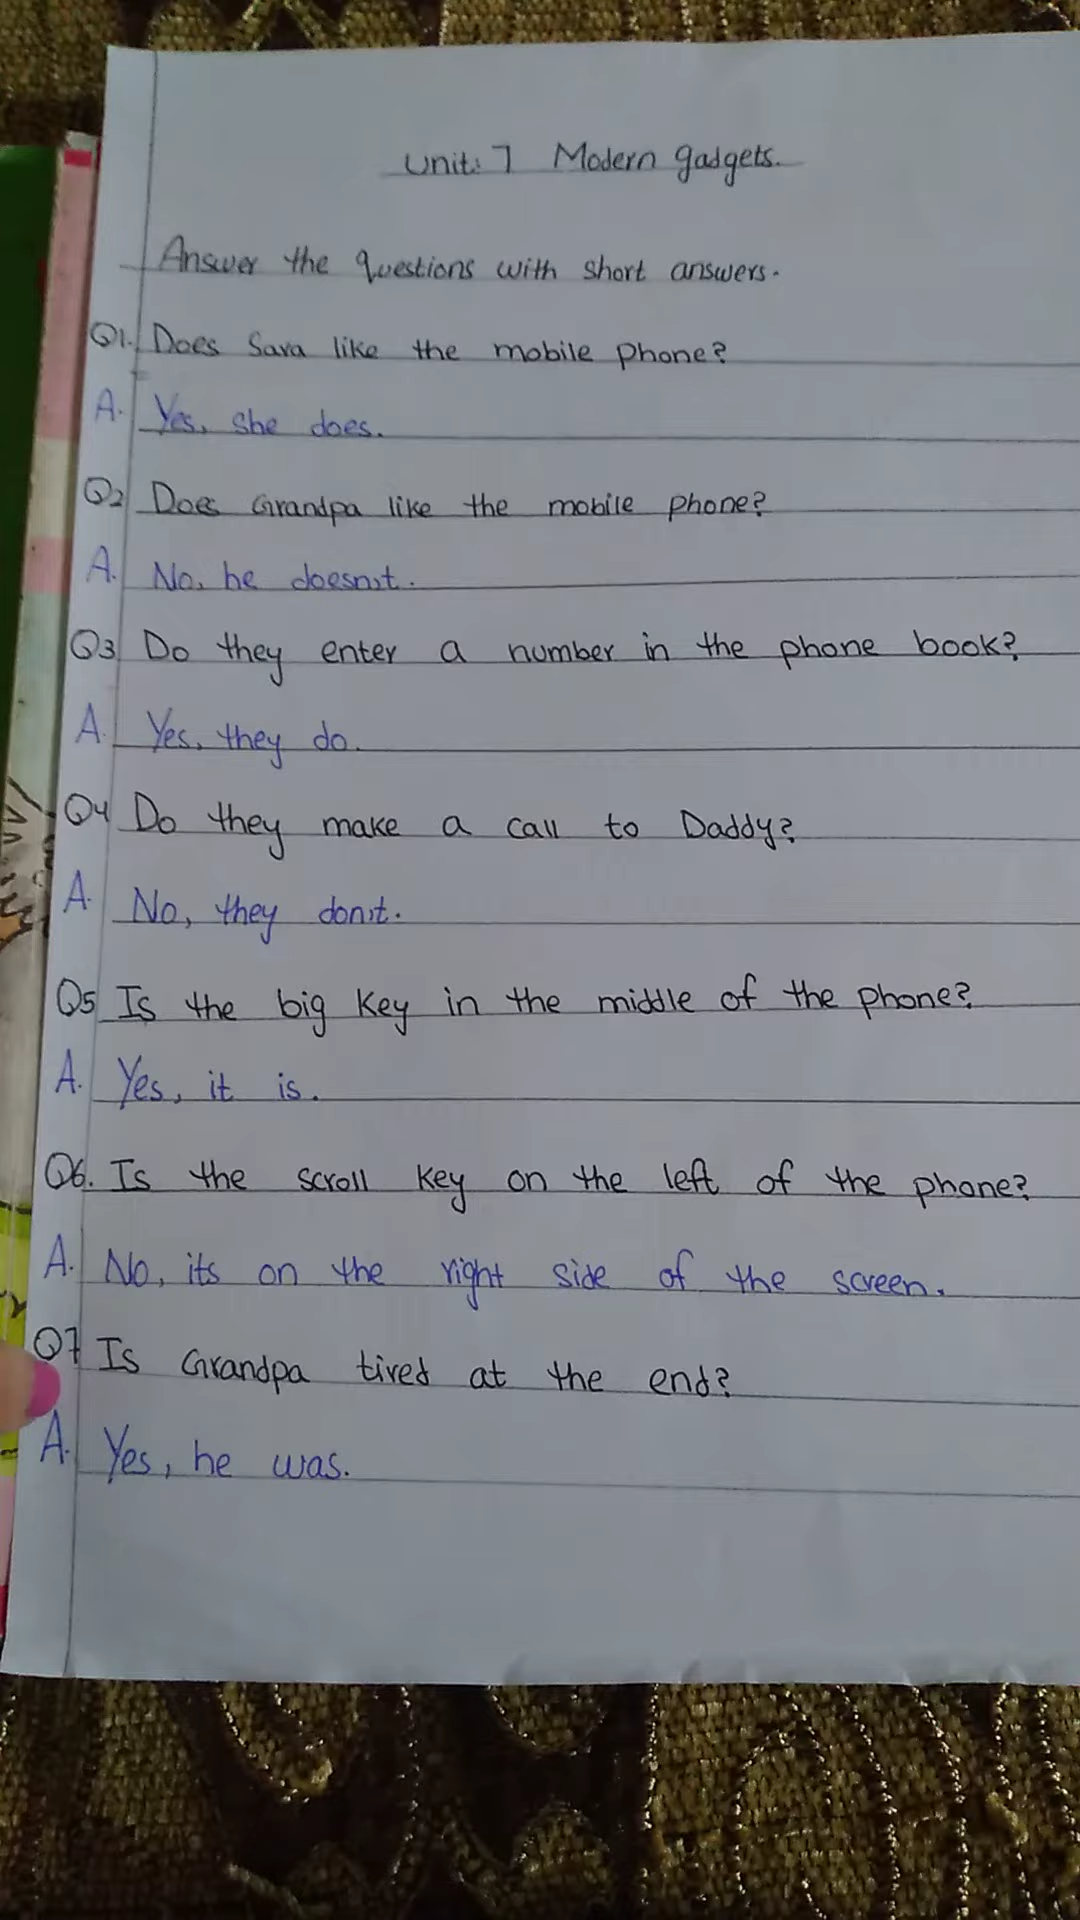 Unit: 7 Modern gadgets.
Answer the questions with short answers.
Q1. Does Sara like the mobile phone?
A. Yes, she does.
Q2 Does Grandpa like the mobile phone?
A. No, he doesn't.
Q3 Do they enter a number in the phone book?
A. Yes, they do.
Q4 Do they make a call to Daddy?
A. No, they don't.
Q5 Is the big key in the middle of the phone?
A. Yes, it is.
Q6. Is the scroll key on the left of the phone?
A. No, its on the right side of the screen.
Q7 Is Grandpa tired at the end?
A. Yes, he was.